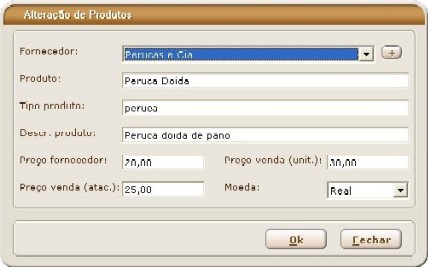 Alteração de Produtos
Fornecedor: Perucas e Cia
Produto: Peruca Doida
Tipo produto: peruca
Descr. produto: Peruca doida de pano
Preço fornecedor: 20,00 Preço venda (unit.): 30,00
Preço venda (atac.): 25,00 Moeda: Real
Ok Fechar